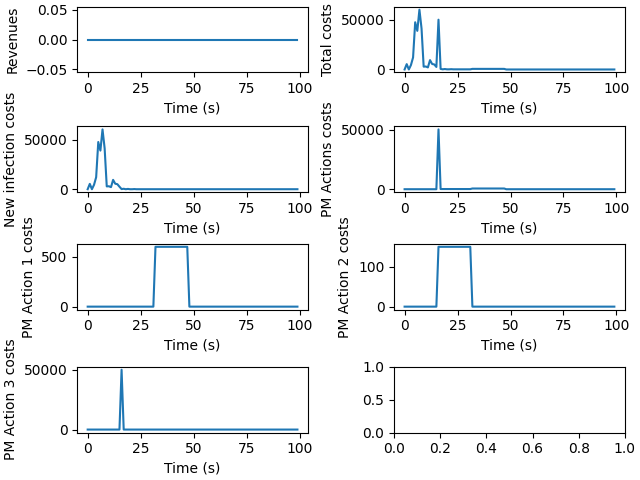 Revenues
0.05
0.00
−0.05
0 25 50 75 100
Time (s)
Total costs
50000
0
0 25 50 75 100
Time (s)
New infection costs
50000
0
0 25 50 75 100
Time (s)
PM Actions costs
50000
0
0 25 50 75 100
Time (s)
PM Action 1 costs
500
0
0 25 50 75 100
Time (s)
PM Action 2 costs
100
0
0 25 50 75 100
Time (s)
PM Action 3 costs
50000
0
0 25 50 75 100
Time (s)
1.0
0.5
0.0
0.0 0.2 0.4 0.6 0.8 1.0